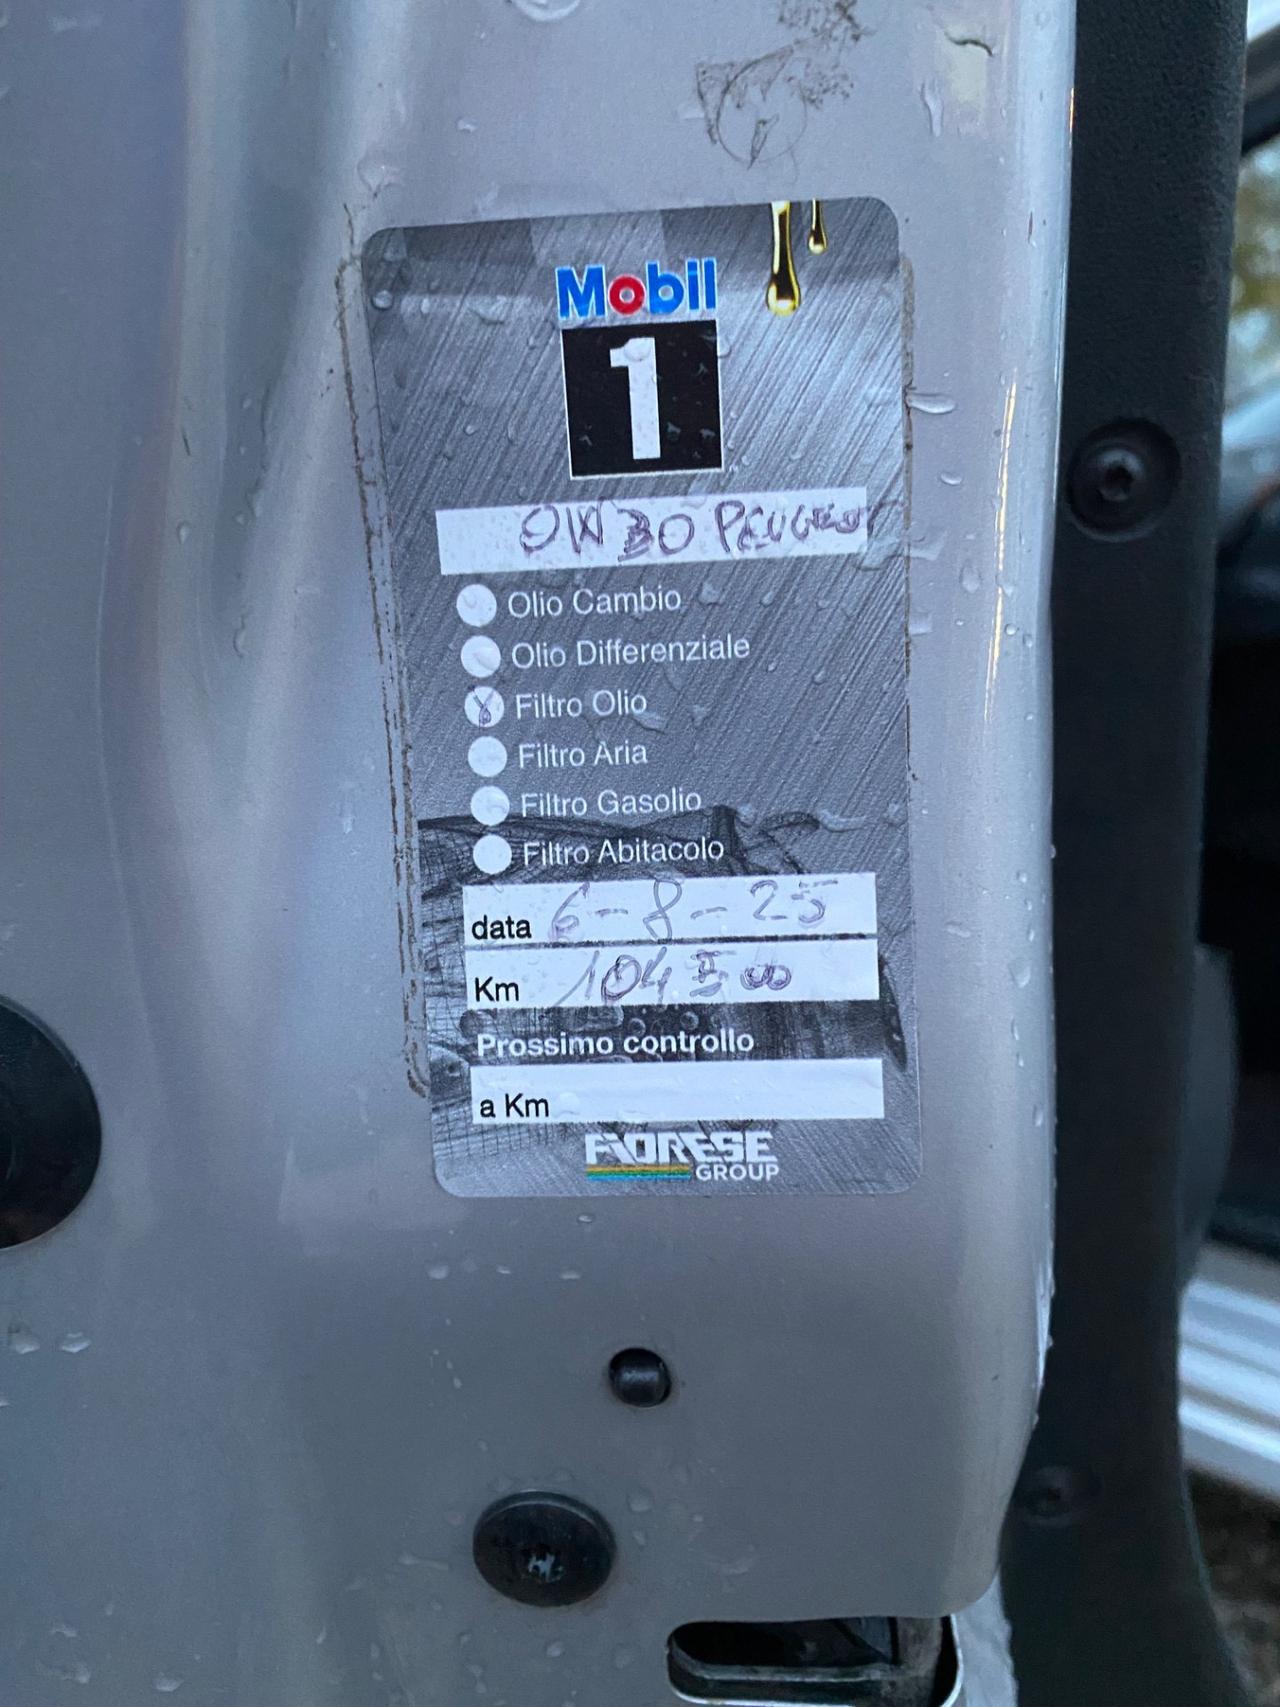 Mobil
1
0W30 PEUGEOT
Olio Cambio
Olio Differenziale
Filtro Olio
Filtro Aria
Filtro Gasolio
Filtro Abitacolo
data 6-8-25
Km 104500
Prossimo controllo
a Km
FIORESE
GROUP